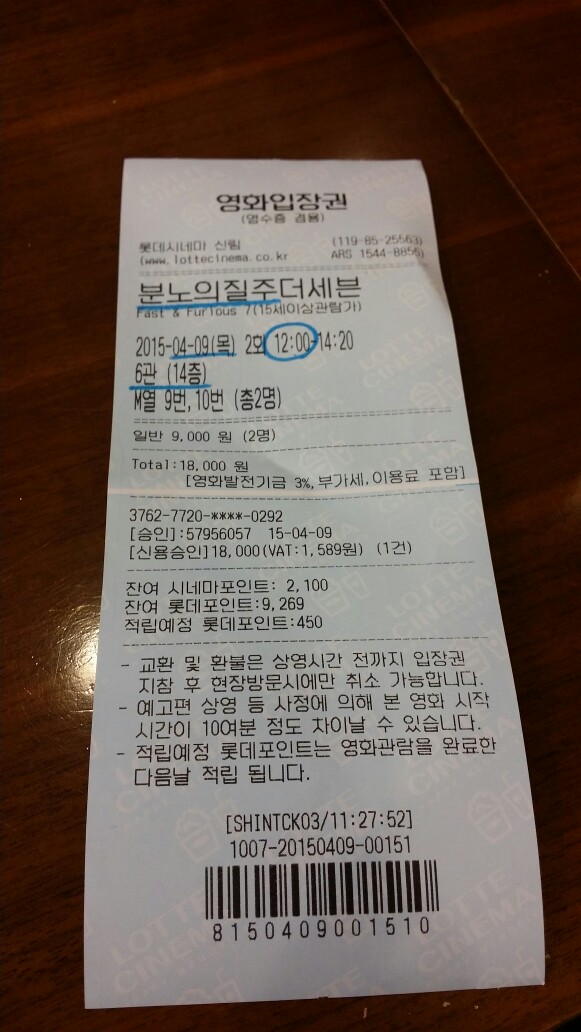 영화입장권
(영수증 겸용)
롯데시네마 신림 (119-85-25563)
(www.lottecinema.co.kr ARS 1544-8855)
분노의질주더세븐
Fast & Furious 7(15세이상관람가)
2015-04-09(목) 2회 12:00-14:20
6관 (14층)
M열 9번,10번 (총2명)
일반 9,000 원 (2명)
Total:18,000 원
[영화발전기금 3%,부가세,이용료 포함]
3762-7720-****-0292
[승인]:57956057 15-04-09
[신용승인]18,000(VAT:1,589원) (1건)
잔여 시네마포인트: 2,100
잔여 롯데포인트:9,269
적립예정 롯데포인트:450
- 교환 및 환불은 상영시간 전까지 입장권
지참 후 현장방문시에만 취소 가능합니다.
- 예고편 상영 등 사정에 의해 본 영화 시작
시간이 10여분 정도 차이날 수 있습니다.
- 적립예정 롯데포인트는 영화관람을 완료한
다음날 적립 됩니다.
[SHINTCK03/11:27:52]
1007-20150409-00151
8150409001510
LOTTE
CINEMA
LOTTE
CINEMA